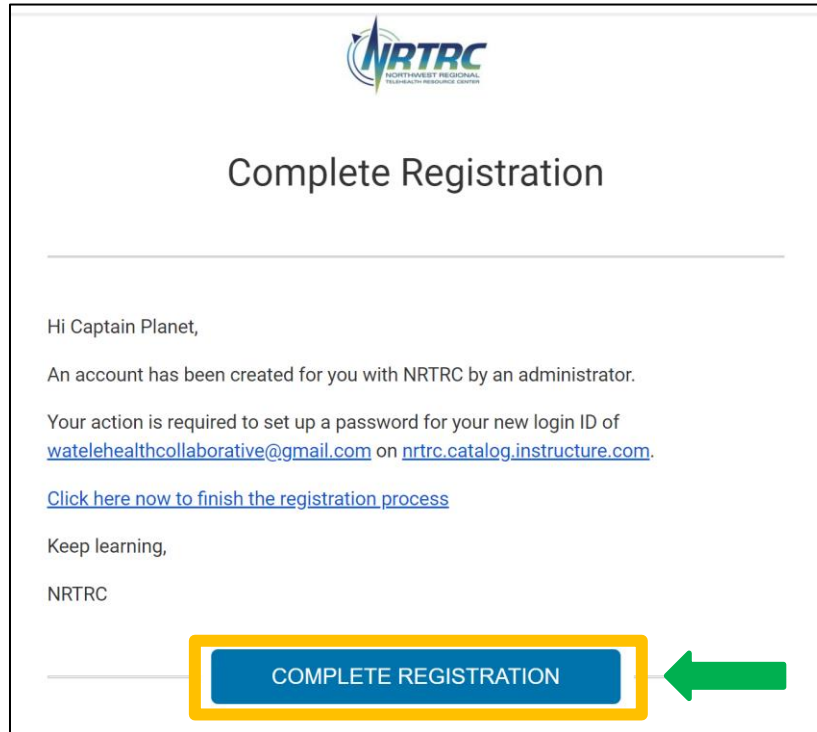 NRTRC
NORTHWEST REGIONAL
TELEHEALTH RESOURCE CENTER
Complete Registration
Hi Captain Planet,
An account has been created for you with NRTRC by an administrator.
Your action is required to set up a password for your new login ID of
watelehealthcollaborative@gmail.com on nrtrc.catalog.instructure.com.
Click here now to finish the registration process
Keep learning,
NRTRC
COMPLETE REGISTRATION